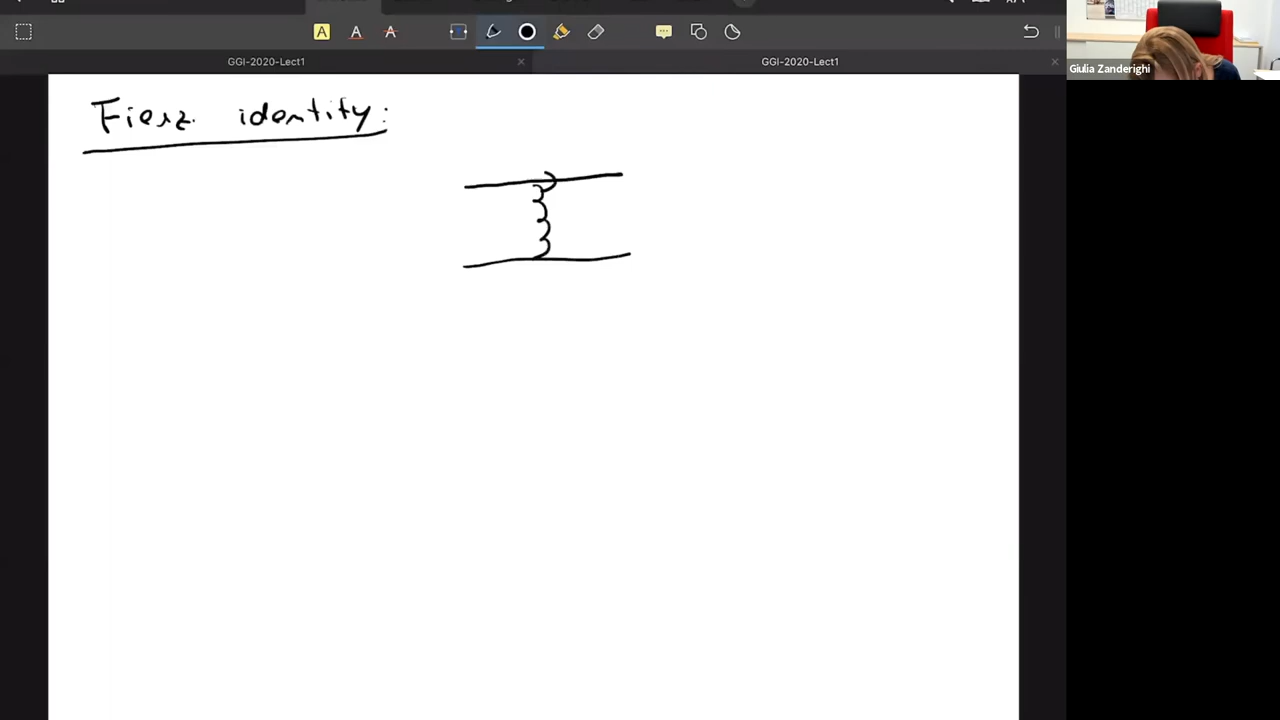 A A A
GGI-2020-Lect1
GGI-2020-Lect1
Giulia Zanderighi
Fierz identity: